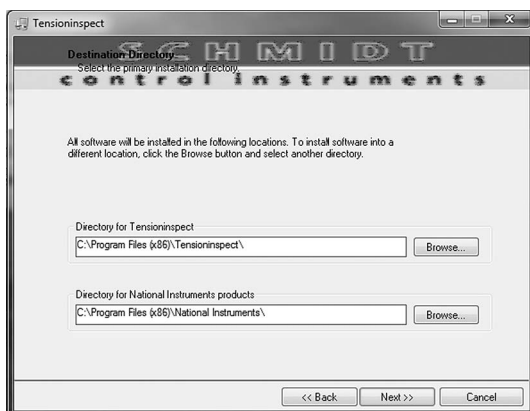 Tensioninspect
SCHMIDT
control instruments
Destination Directory
Select the primary installation directory.
All software will be installed in the following locations. To install software into a
different location, click the Browse button and select another directory.
Directory for Tensioninspect
C:\Program Files (x86)\Tensioninspect\
Browse...
Directory for National Instruments products
C:\Program Files (x86)\National Instruments\
Browse...
<< Back
Next >>
Cancel